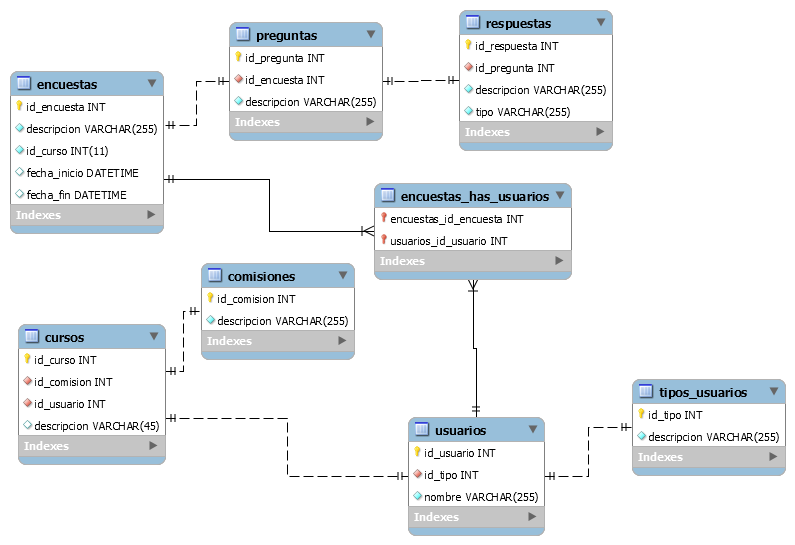 encuestas
id_encuesta INT
descripcion VARCHAR(255)
id_curso INT(11)
fecha_inicio DATETIME
fecha_fin DATETIME
Indexes
preguntas
id_pregunta INT
id_encuesta INT
descripcion VARCHAR(255)
Indexes
respuestas
id_respuesta INT
id_pregunta INT
descripcion VARCHAR(255)
tipo VARCHAR(255)
Indexes
encuestas_has_usuarios
encuestas_id_encuesta INT
usuarios_id_usuario INT
Indexes
comisiones
id_comision INT
descripcion VARCHAR(255)
Indexes
cursos
id_curso INT
id_comision INT
id_usuario INT
descripcion VARCHAR(45)
Indexes
usuarios
id_usuario INT
id_tipo INT
nombre VARCHAR(255)
Indexes
tipos_usuarios
id_tipo INT
descripcion VARCHAR(255)
Indexes